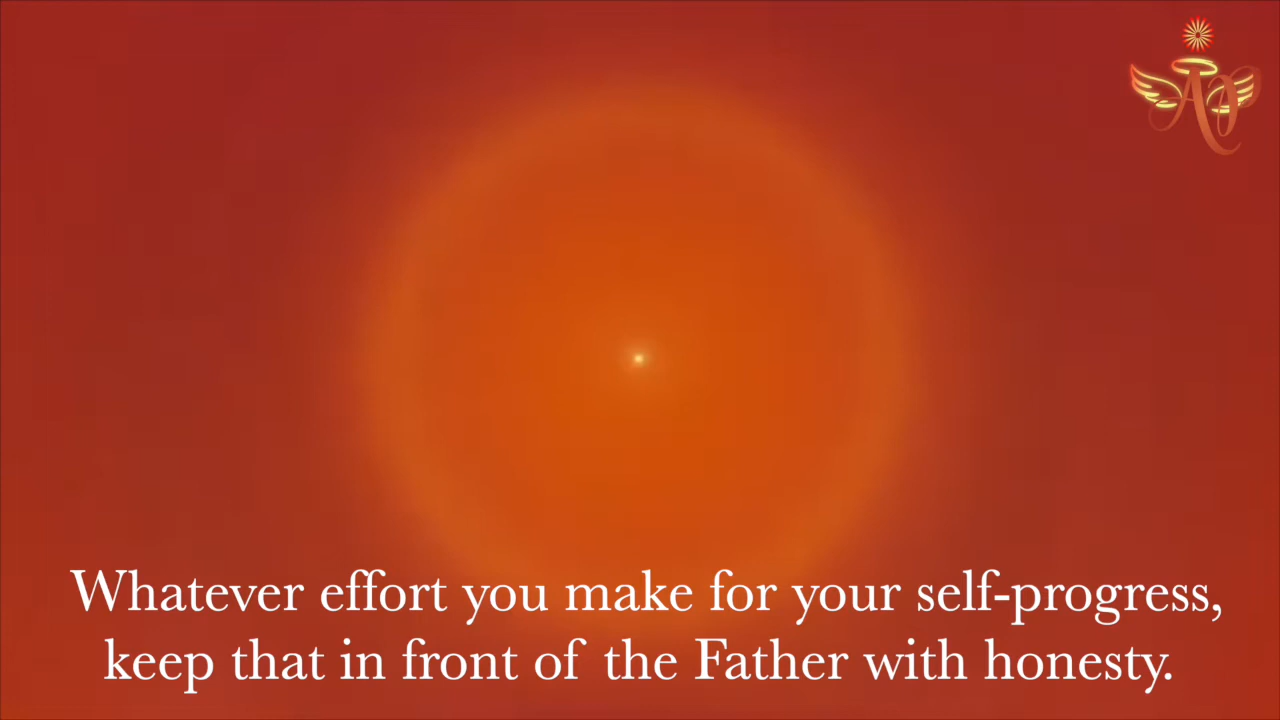 Whatever effort you make for your self-progress,
keep that in front of the Father with honesty.